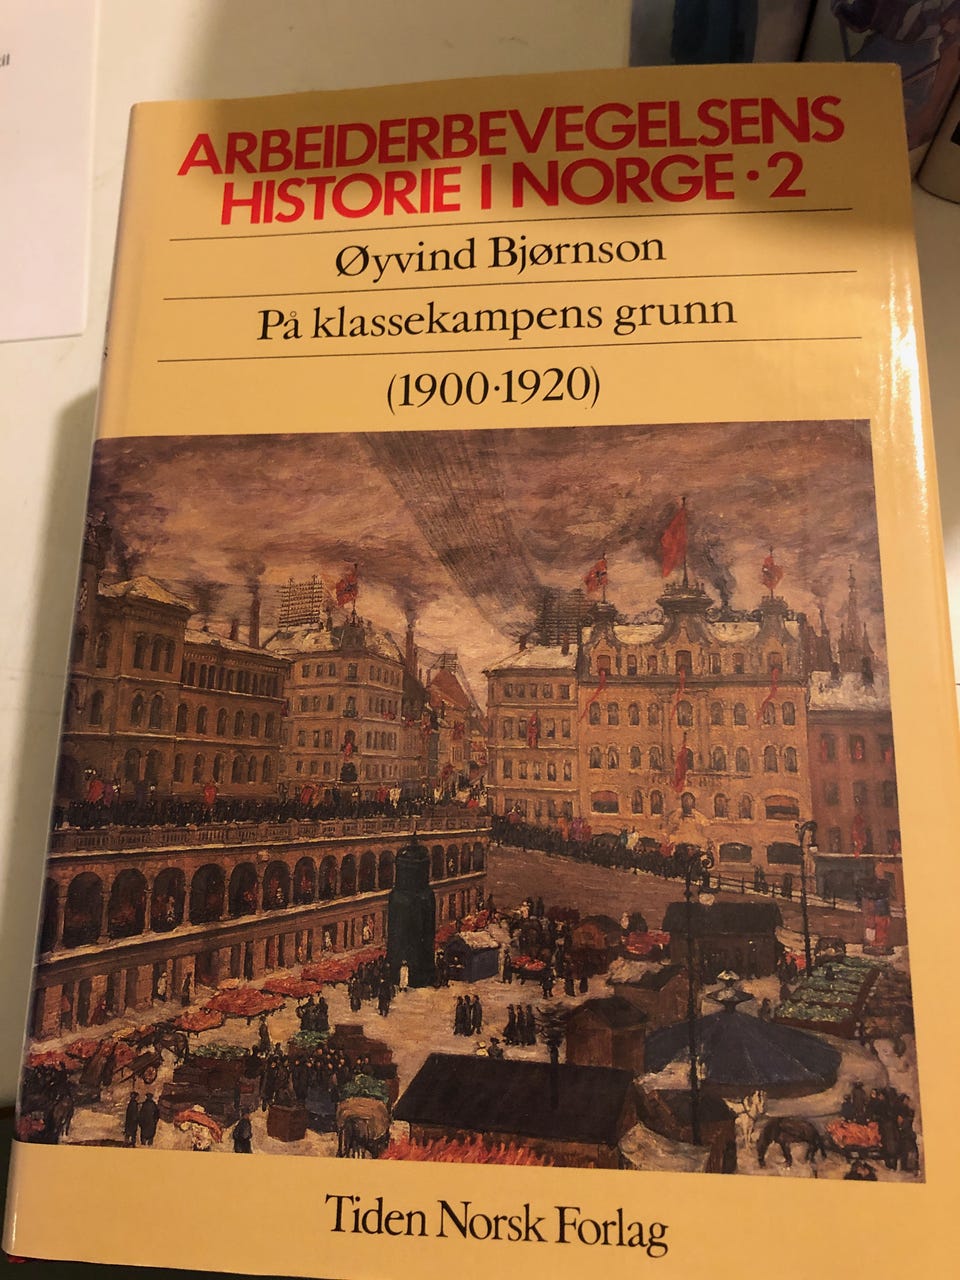 ARBEIDERBEVEGELSENS
HISTORIE I NORGE · 2
Øyvind Bjørnson
På klassekampens grunn
(1900·1920)
Tiden Norsk Forlag